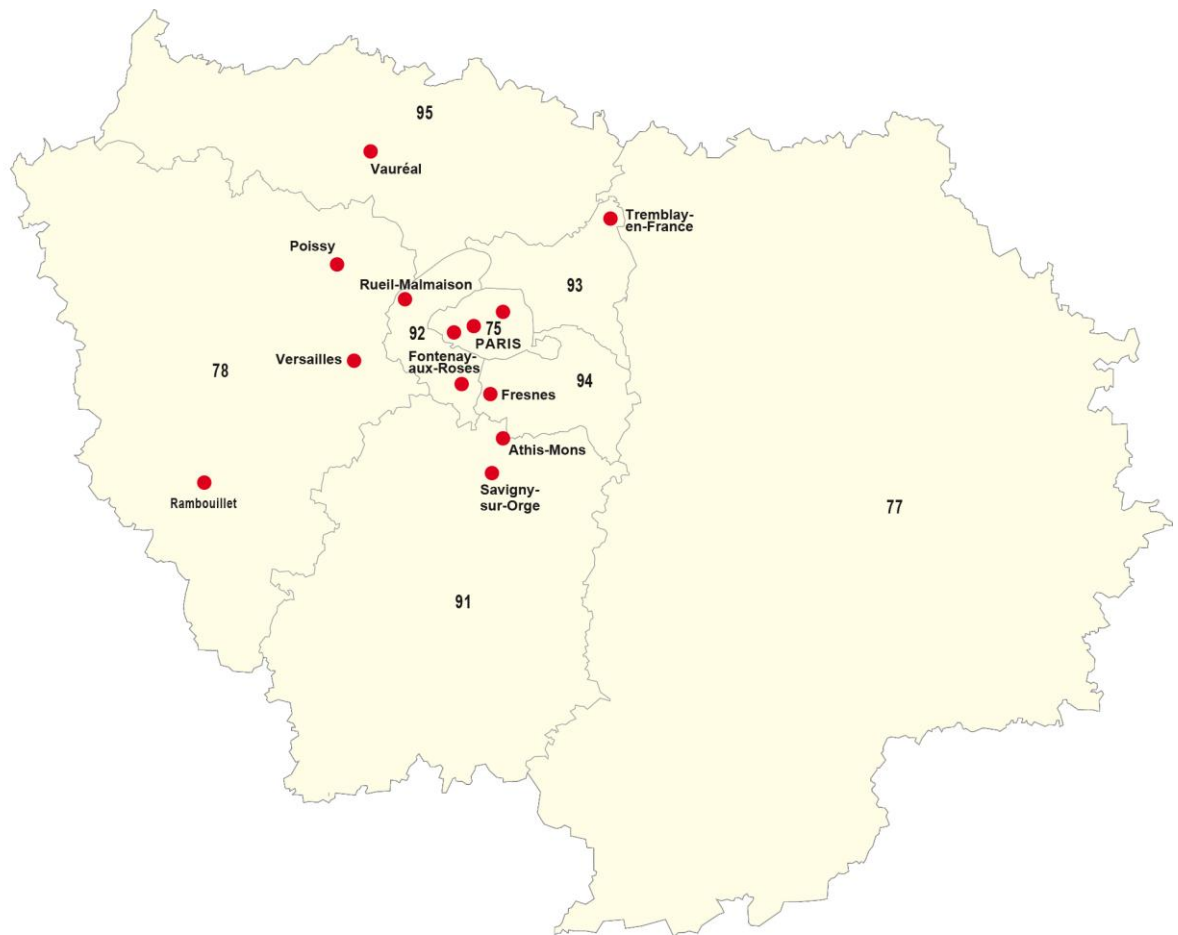 95
Vauréal
Tremblay-
en-France
Poissy
Rueil-Malmaison
93
92
75
PARIS
Versailles
Fontenay-
aux-Roses
78
94
Fresnes
Athis-Mons
Savigny-
sur-Orge
Rambouillet
77
91